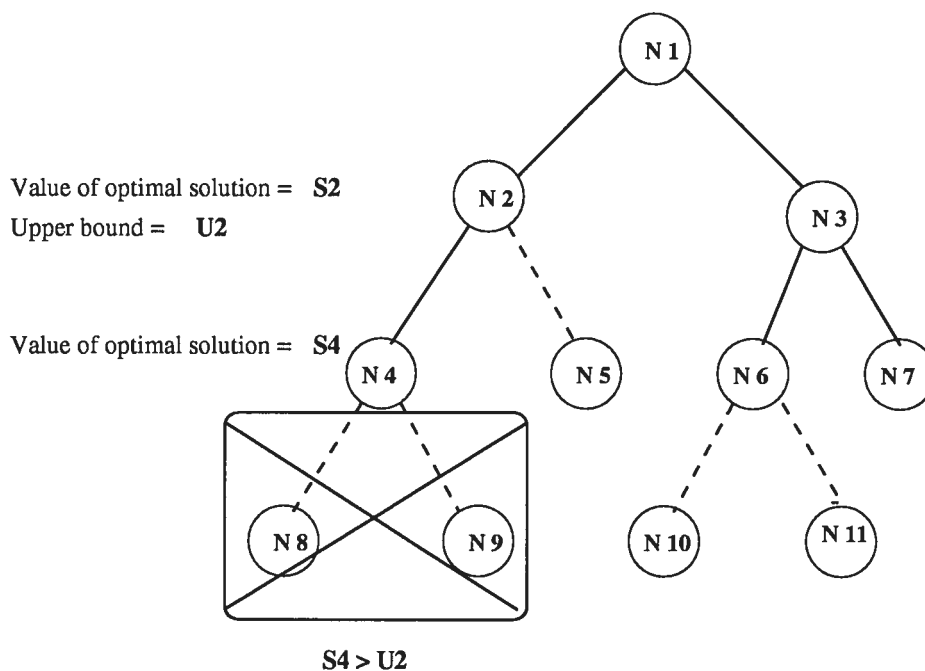 N 1
Value of optimal solution = S2
N 2
Upper bound = U2
N 3
Value of optimal solution = S4
N 4
N 5
N 6
N 7
N 8
N 9
N 10
N 11
S4 > U2